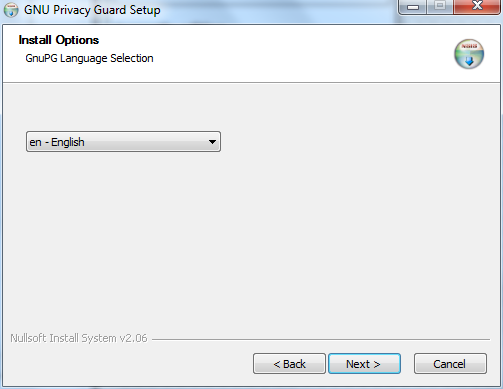 GNU Privacy Guard Setup
Install Options
GnuPG Language Selection
en - English
Nullsoft Install System v2.06
< Back
Next >
Cancel